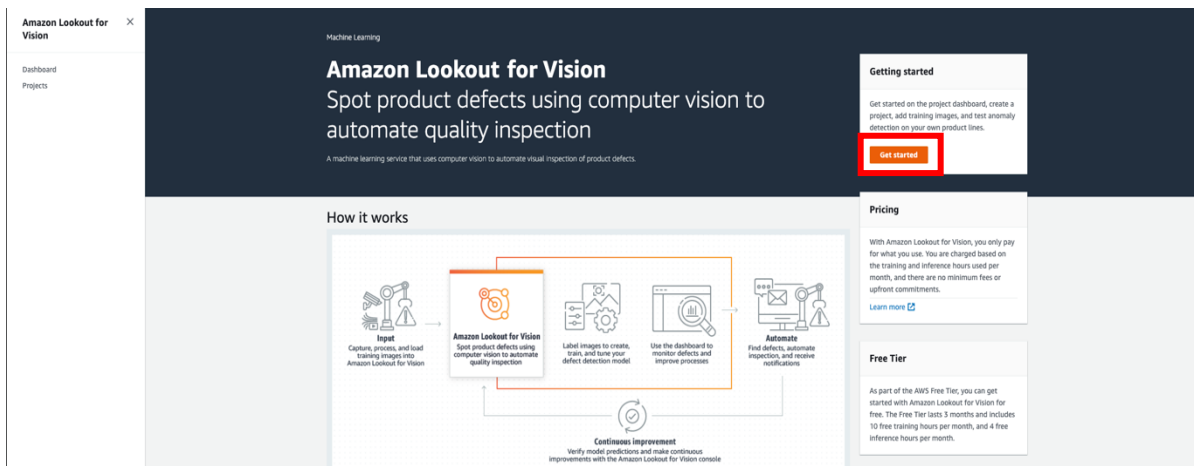 Amazon Lookout for
Vision
Dashboard
Projects
Machine Learning
Amazon Lookout for Vision
Spot product defects using computer vision to
automate quality inspection
A machine learning service that uses computer vision to automate visual inspection of product defects.
Getting started
Get started on the project dashboard, create a
project, add training images, and test anomaly
detection on your own product lines.
Get started
Pricing
With Amazon Lookout for Vision, you only pay
for what you use. You are charged based on
the training and inference hours used per
month, and there are no minimum fees or
upfront commitments.
Learn more
Free Tier
As part of the AWS Free Tier, you can get
started with Amazon Lookout for Vision for
free. The Free Tier lasts 3 months and includes
10 free training hours per month, and 4 free
inference hours per month.
How it works
Input
Capture, process, and load
training images into
Amazon Lookout for Vision
Amazon Lookout for Vision
Spot product defects using
computer vision to automate
quality inspection
Label images to create,
train, and tune your
defect detection model
Use the dashboard to
monitor defects and
improve processes
Automate
Find defects, automate
inspection, and receive
notifications
Continuous improvement
Verify model predictions and make continuous
improvements with the Amazon Lookout for Vision console